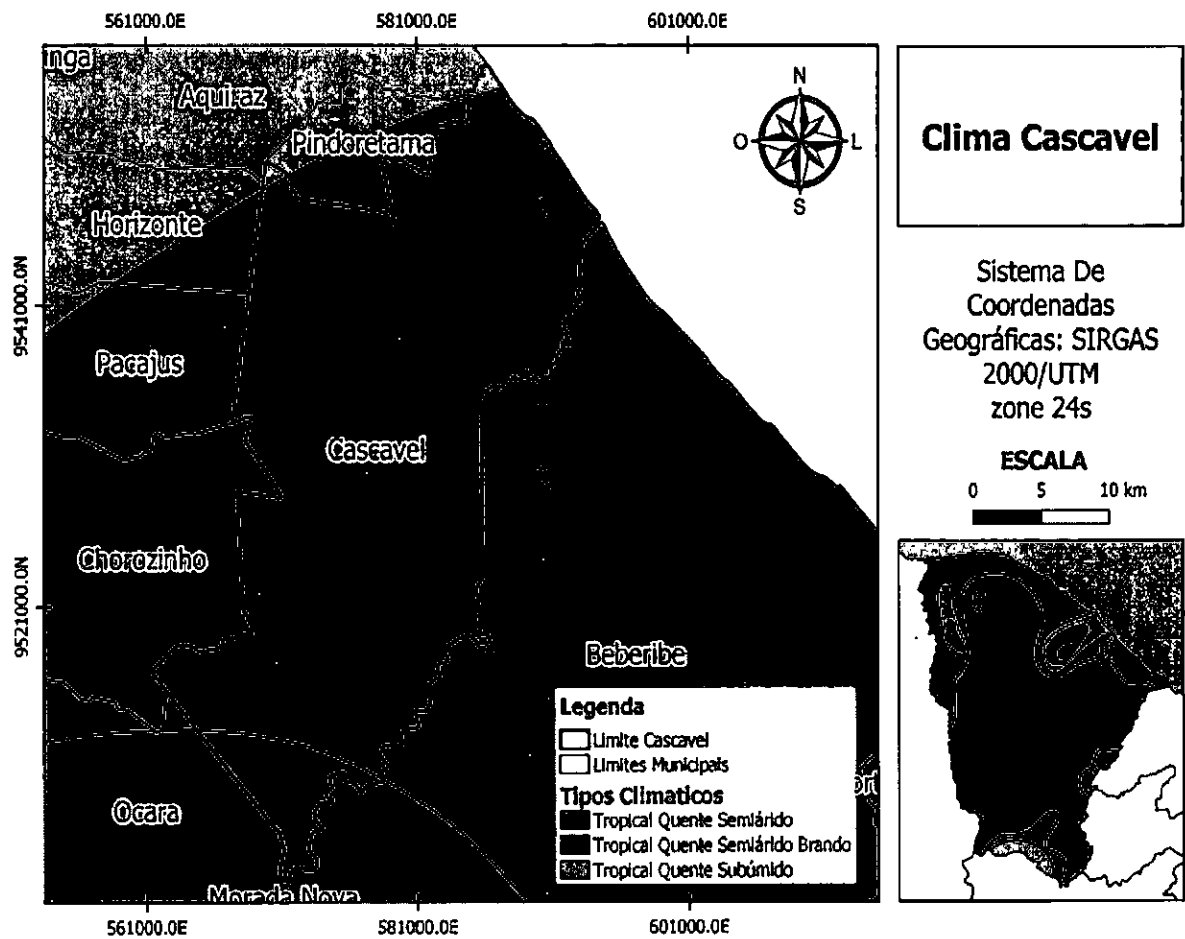 561000.0E
581000.0E
601000.0E
inga
Aquiraz
Pindoretama
Horizonte
Pacajus
Cascavel
Chorozinho
Beberibe
Ocara
Morada Nova
ort
9541000.0N
9521000.0N
N
O
L
S
Legenda
Limite Cascavel
Limites Municipais
Tipos Climaticos
Tropical Quente Semiárido
Tropical Quente Semiárido Brando
Tropical Quente Subúmido
561000.0E
581000.0E
601000.0E
Clima Cascavel
Sistema De
Coordenadas
Geográficas: SIRGAS
2000/UTM
zone 24s
ESCALA
0 5 10 km